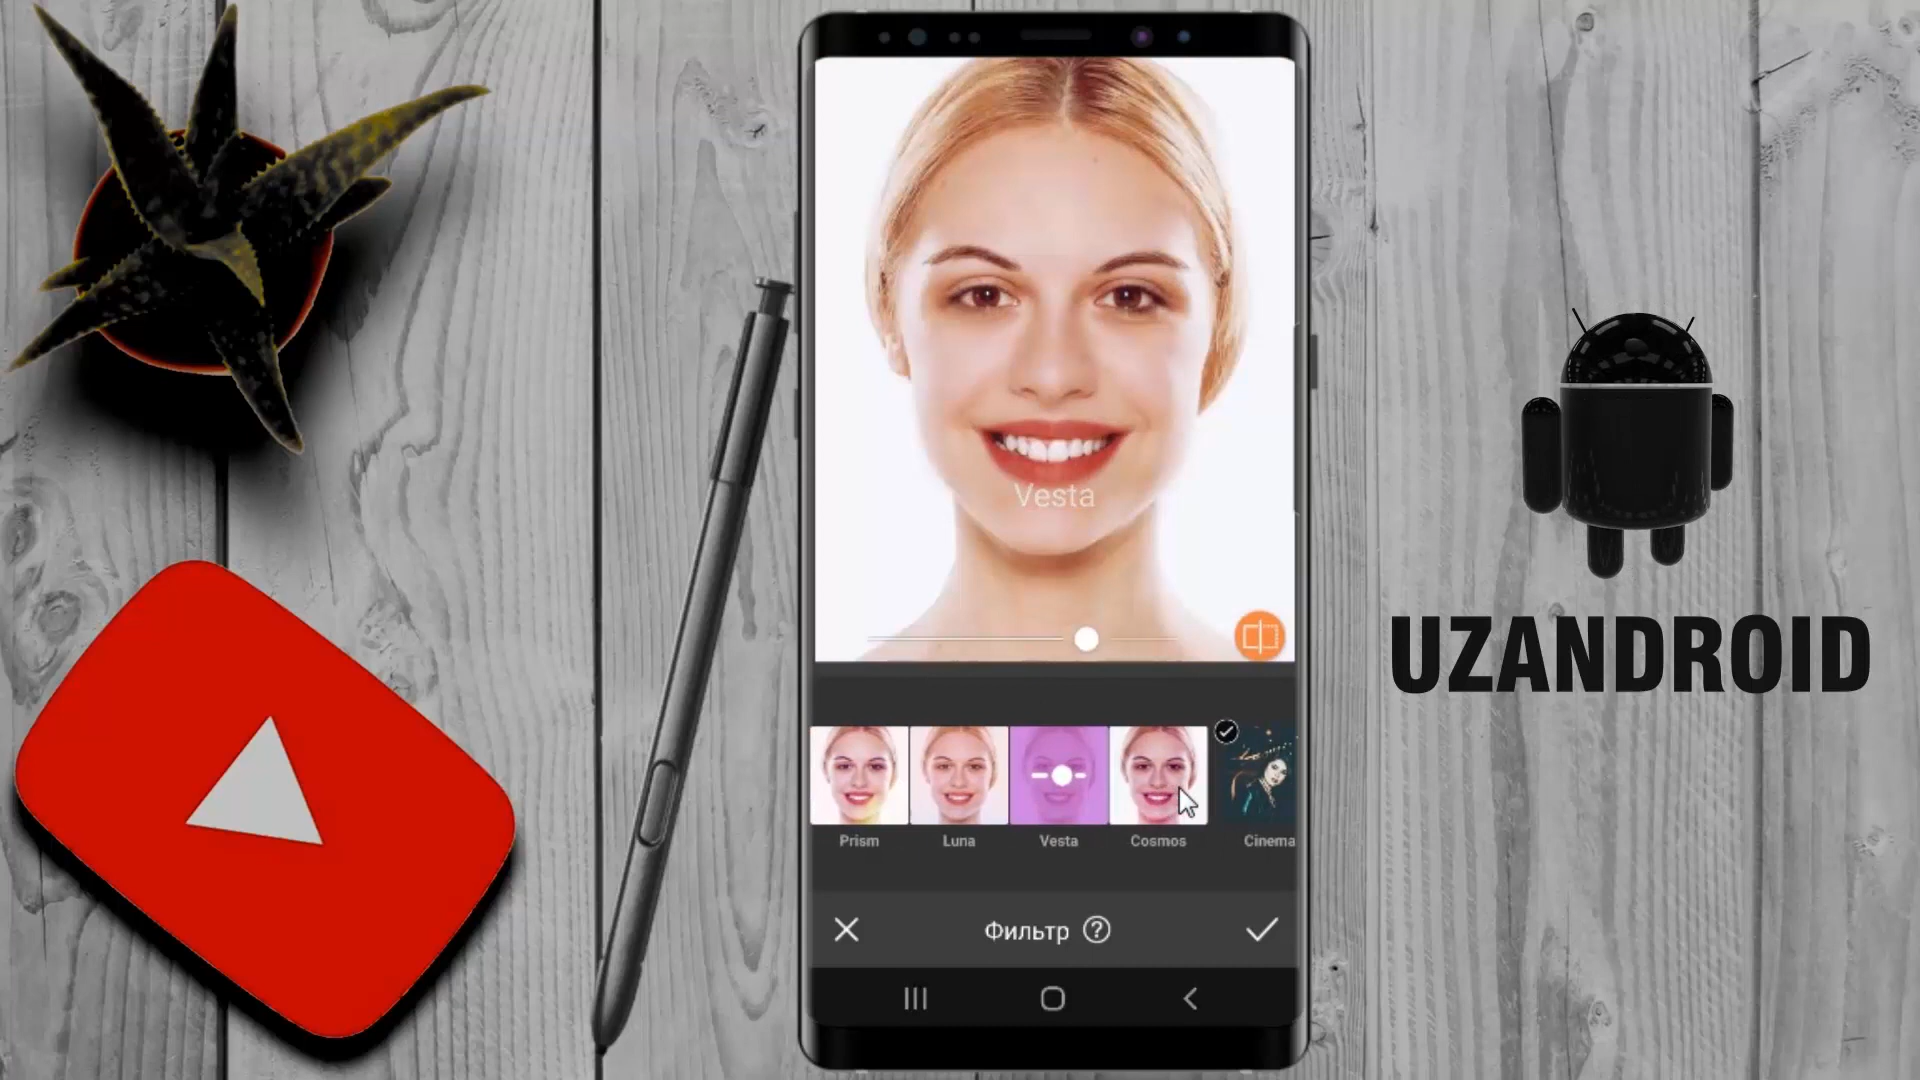 Vesta
UZANDROID
Prism Luna Vesta Cosmos Cinema
Фильтр